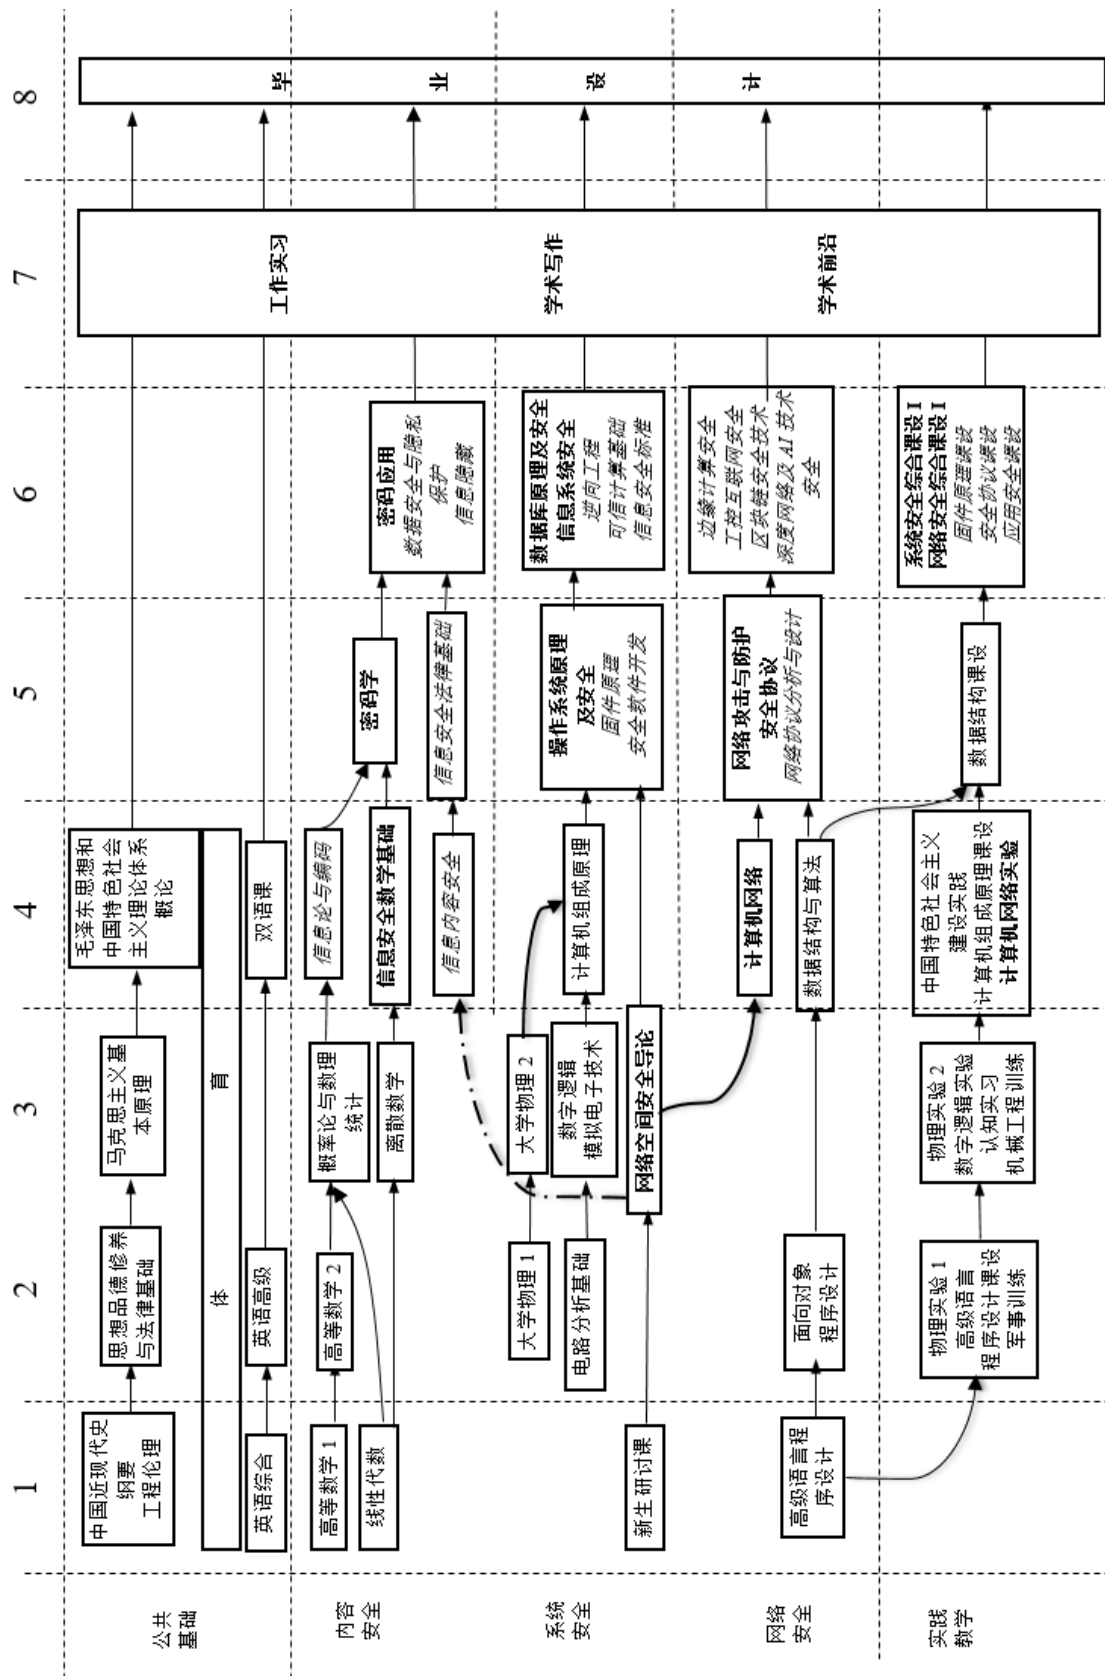 1
2
3
4
5
6
7
8
公共
基础
中国近现代史
纲要
工程伦理
思想品德修养
与法律基础
马克思主义基
本原理
毛泽东思想和
中国特色社会
主义理论体系
概论
体
育
英语综合
英语高级
双语课
内容
安全
高等数学 1
高等数学 2
线性代数
概率论与数理
统计
离散数学
信息论与编码
信息安全数学基础
信息内容安全
密码学
信息安全法律基础
密码应用
数据安全与隐私
保护
信息隐藏
系统
安全
大学物理 1
大学物理 2
电路分析基础
数字逻辑
模拟电子技术
新生研讨课
网络空间安全导论
计算机组成原理
操作系统原理
及安全
固件原理
安全软件开发
数据库原理及安全
信息系统安全
逆向工程
可信计算基础
信息安全标准
网络
安全
高级语言程
序设计
面向对象
程序设计
计算机网络
数据结构与算法
网络攻击与防护
安全协议
网络协议分析与设计
边缘计算安全
工控互联网安全
区块链安全技术
深度网络及 AI 技术
安全
实践
教学
物理实验 1
高级语言
程序设计课设
军事训练
物理实验 2
数字逻辑实验
认知实习
机械工程训练
中国特色社会主义
建设实践
计算机组成原理课设
计算机网络实验
数据结构课设
系统安全综合课设 I
网络安全综合课设 I
固件原理课设
安全协议课设
应用安全课设
工作实习
学术写作
学术前沿
毕
业
设
计